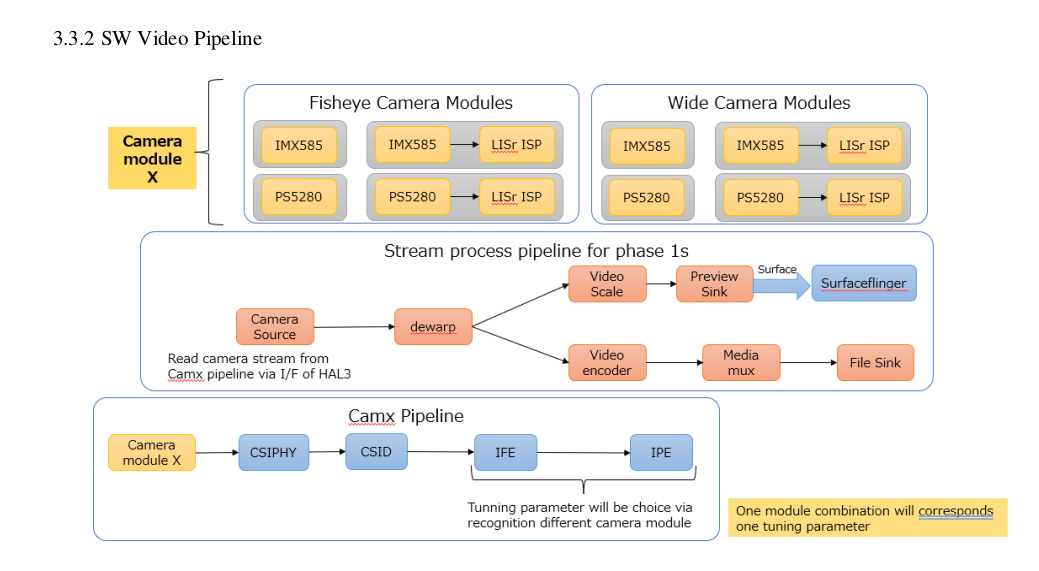 3.3.2 SW Video Pipeline
Camera
module
X
Fisheye Camera Modules
IMX585
IMX585
LISr ISP
PS5280
PS5280
LISr ISP
Wide Camera Modules
IMX585
IMX585
LISr ISP
PS5280
PS5280
LISr ISP
Stream process pipeline for phase 1s
Camera
Source
Read camera stream from
Camx pipeline via I/F of HAL3
dewarp
Video
Scale
Preview
Sink
Surface
Surfaceflinger
Video
encoder
Media
mux
File Sink
Camx Pipeline
Camera
module X
CSIPHY
CSID
IFE
IPE
Tunning parameter will be choice via
recognition different camera module
One module combination will corresponds
one tuning parameter